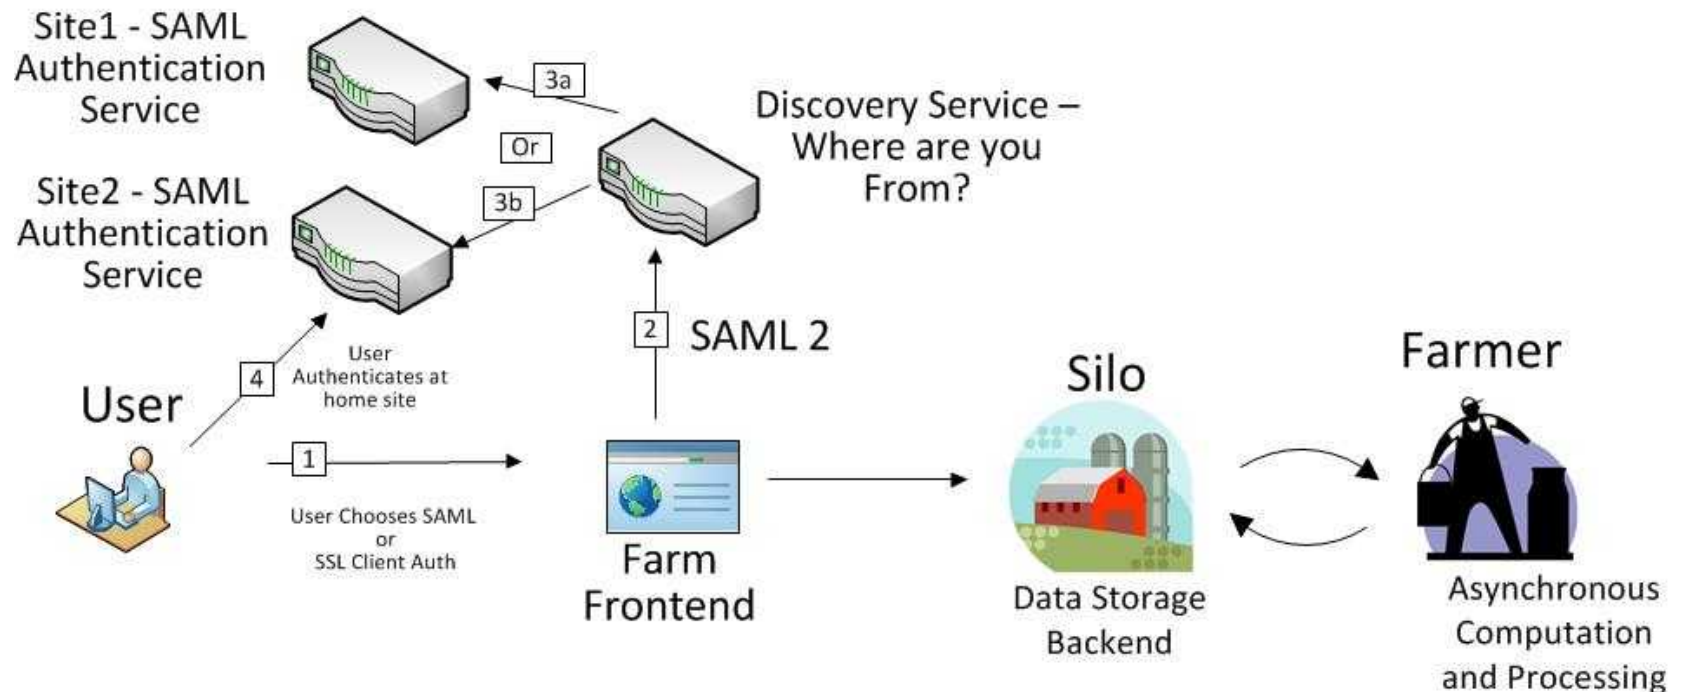 Site1 - SAML
Authentication
Service
3a
Or
Discovery Service –
Where are you
From?
Site2 - SAML
Authentication
Service
3b
2
SAML 2
4
User
Authenticates at
home site
User
1
User Chooses SAML
or
SSL Client Auth
Farm
Frontend
Silo
Data Storage
Backend
Farmer
Asynchronous
Computation
and Processing